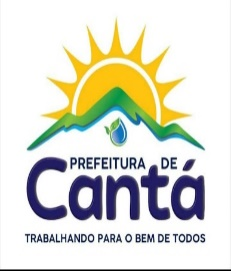 PREFEITURA DE
Cantá
TRABALHANDO PARA O BEM DE TODOS